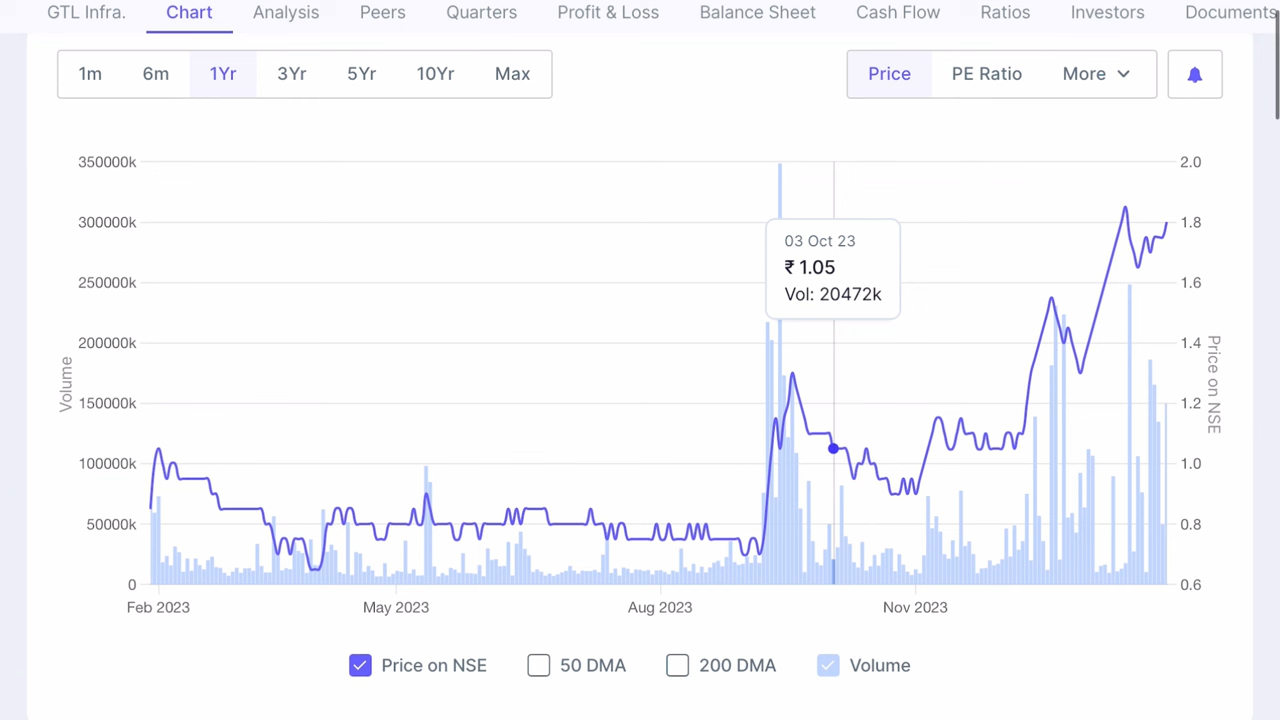 GTL Infra. Chart Analysis Peers Quarters Profit & Loss Balance Sheet Cash Flow Ratios Investors Documents
1m 6m 1Yr 3Yr 5Yr 10Yr Max Price PE Ratio More
350000k 2.0
300000k 1.8
03 Oct 23
₹ 1.05
250000k 1.6
Vol: 20472k
200000k 1.4
Volume
Price on NSE
150000k 1.2
100000k 1.0
50000k 0.8
0 0.6
Feb 2023 May 2023 Aug 2023 Nov 2023
Price on NSE 50 DMA 200 DMA Volume